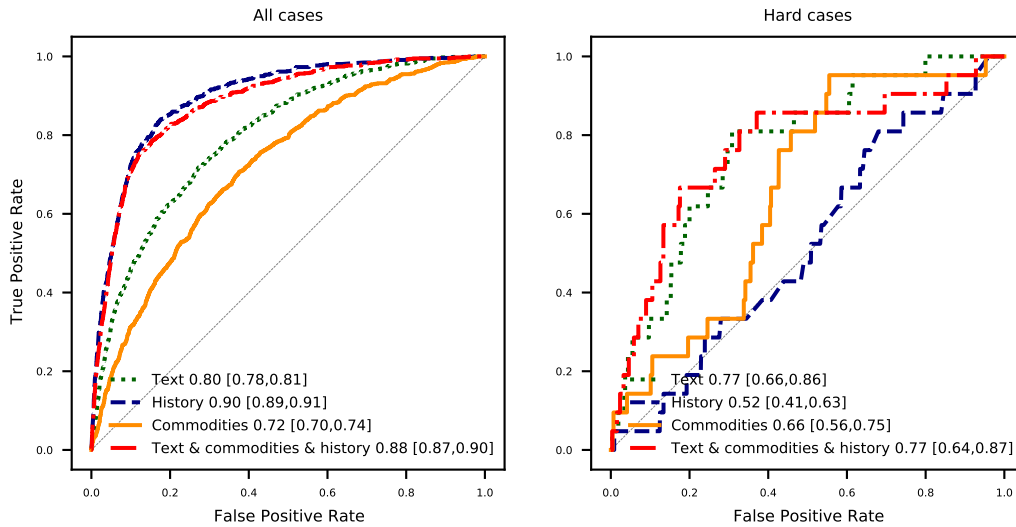 All cases
True Positive Rate
1.0
0.8
0.6
0.4
0.2
0.0
Text 0.80 [0.78,0.81]
History 0.90 [0.89,0.91]
Commodities 0.72 [0.70,0.74]
Text & commodities & history 0.88 [0.87,0.90]
0.0 0.2 0.4 0.6 0.8 1.0
False Positive Rate
Hard cases
1.0
0.8
0.6
0.4
0.2
0.0
Text 0.77 [0.66,0.86]
History 0.52 [0.41,0.63]
Commodities 0.66 [0.56,0.75]
Text & commodities & history 0.77 [0.64,0.87]
0.0 0.2 0.4 0.6 0.8 1.0
False Positive Rate